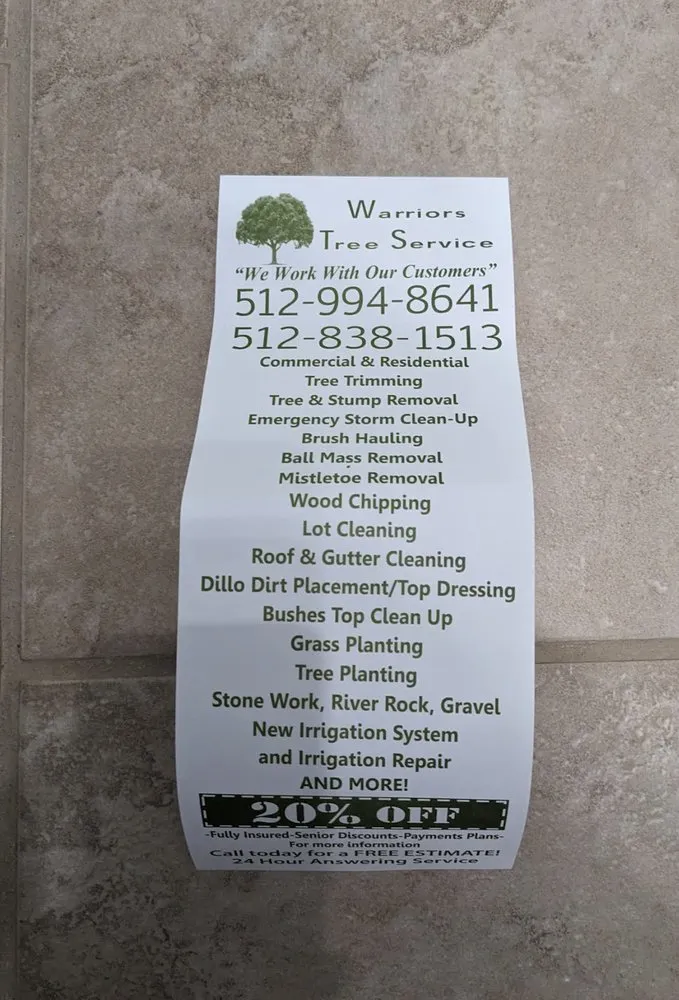 Warriors
Tree Service
“We Work With Our Customers”
512-994-8641
512-838-1513
Commercial & Residential
Tree Trimming
Tree & Stump Removal
Emergency Storm Clean-Up
Brush Hauling
Ball Mass Removal
Mistletoe Removal
Wood Chipping
Lot Cleaning
Roof & Gutter Cleaning
Dillo Dirt Placement/Top Dressing
Bushes Top Clean Up
Grass Planting
Tree Planting
Stone Work, River Rock, Gravel
New Irrigation System
and Irrigation Repair
AND MORE!
20% OFF
-Fully Insured-Senior Discounts-Payments Plans-
For more information
Call today for a FREE ESTIMATE!
24 Hour Answering Service